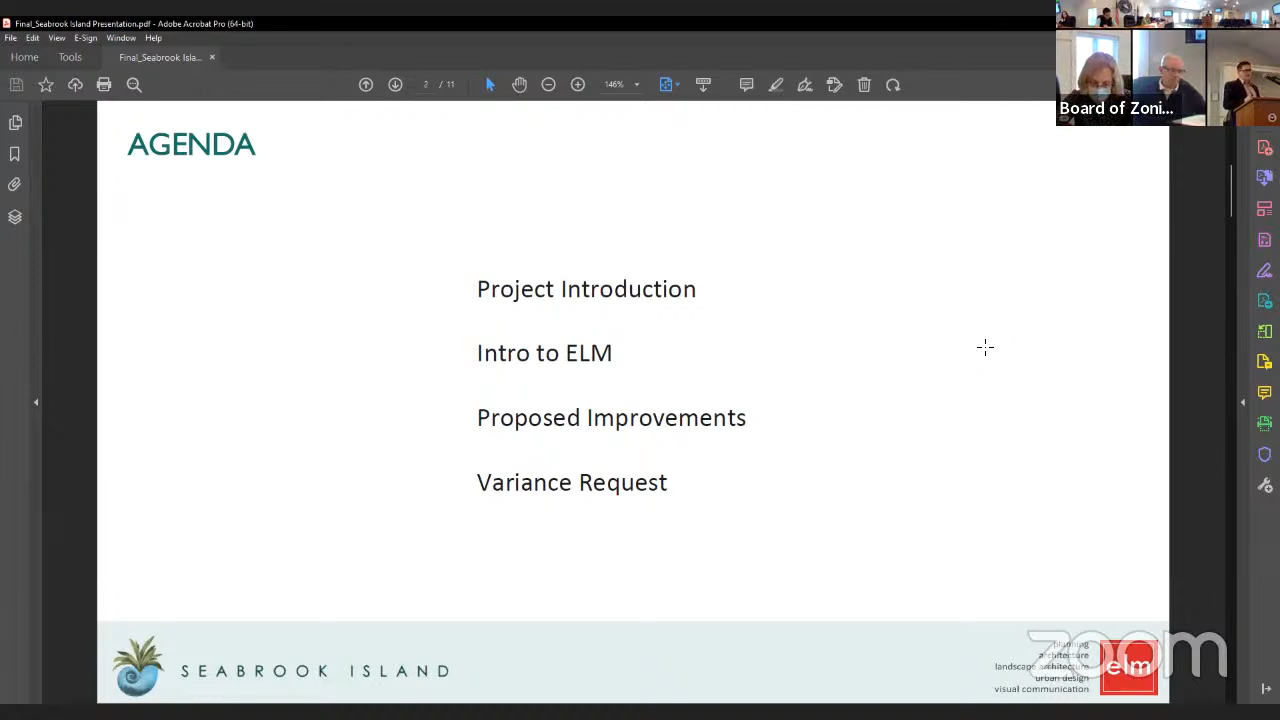 Final_Seabrook Island Presentation.pdf - Adobe Acrobat Pro (64-bit)
File Edit View E-Sign Window Help
Home Tools Final_Seabrook Isla... ×
2 / 11 146%
Board of Zoni...
AGENDA
Project Introduction
Intro to ELM
Proposed Improvements
Variance Request
SEABROOK ISLAND
planning
architecture
landscape architecture
urban design
visual communication
elm
zoom